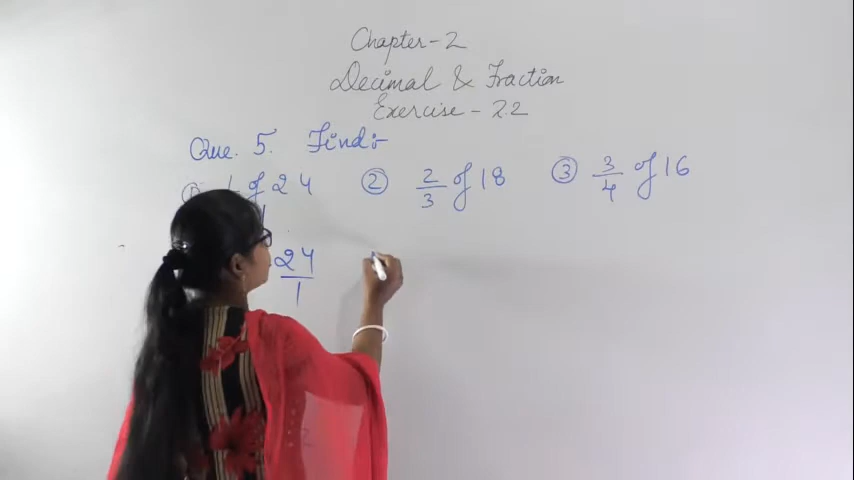 Chapter-2
Decimal & Fraction
Exercise - 2.2
Que. 5. Find:-
of 24 ② 2/3 of 18 ③ 3/4 of 16
24/1